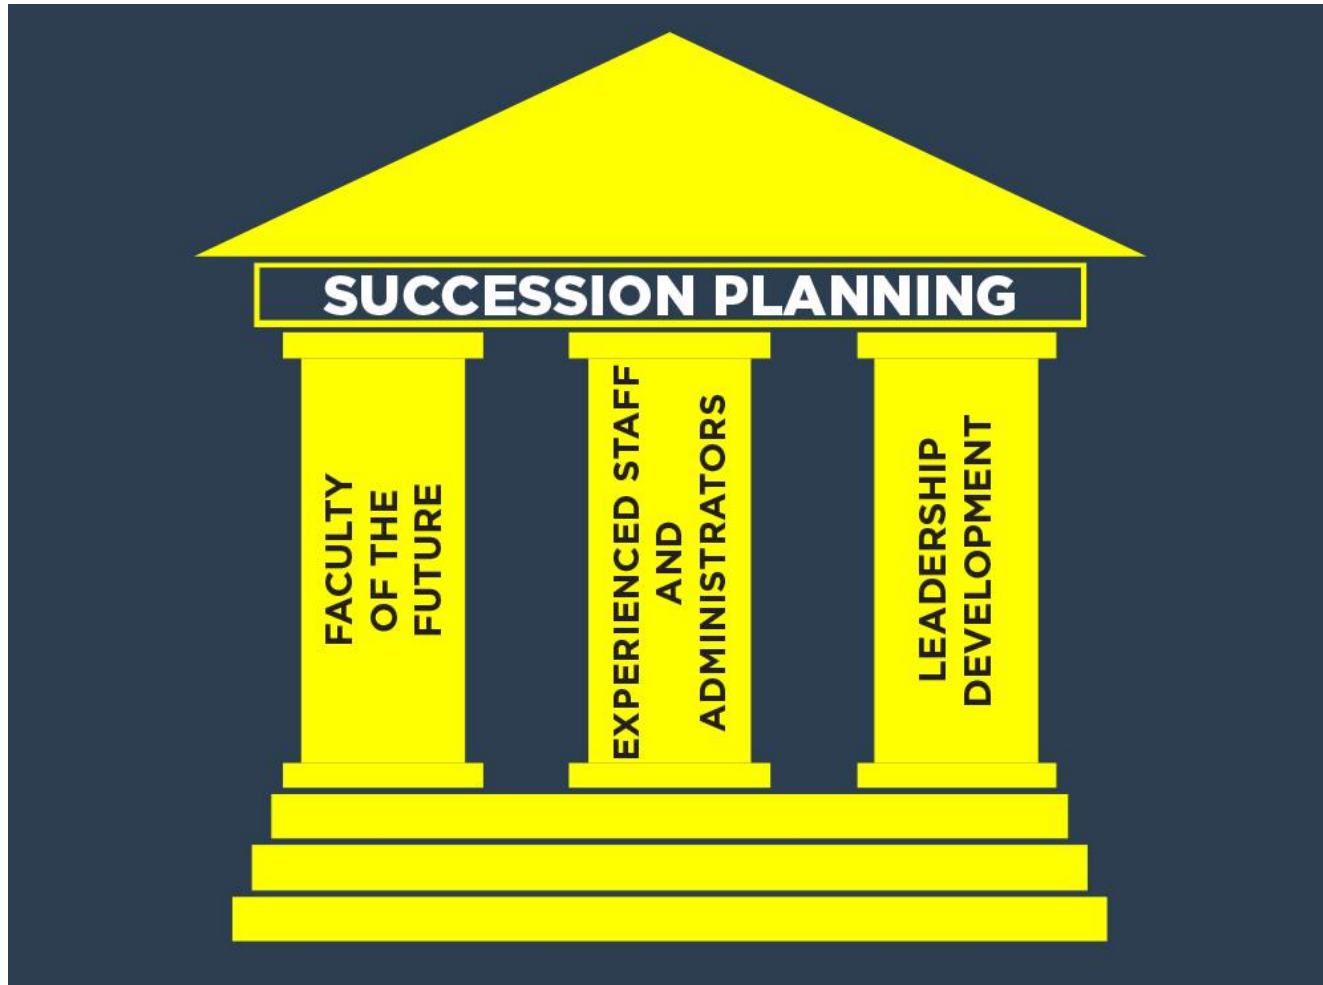 SUCCESSION PLANNING
FACULTY
OF THE
FUTURE
EXPERIENCED STAFF
AND
ADMINISTRATORS
LEADERSHIP
DEVELOPMENT